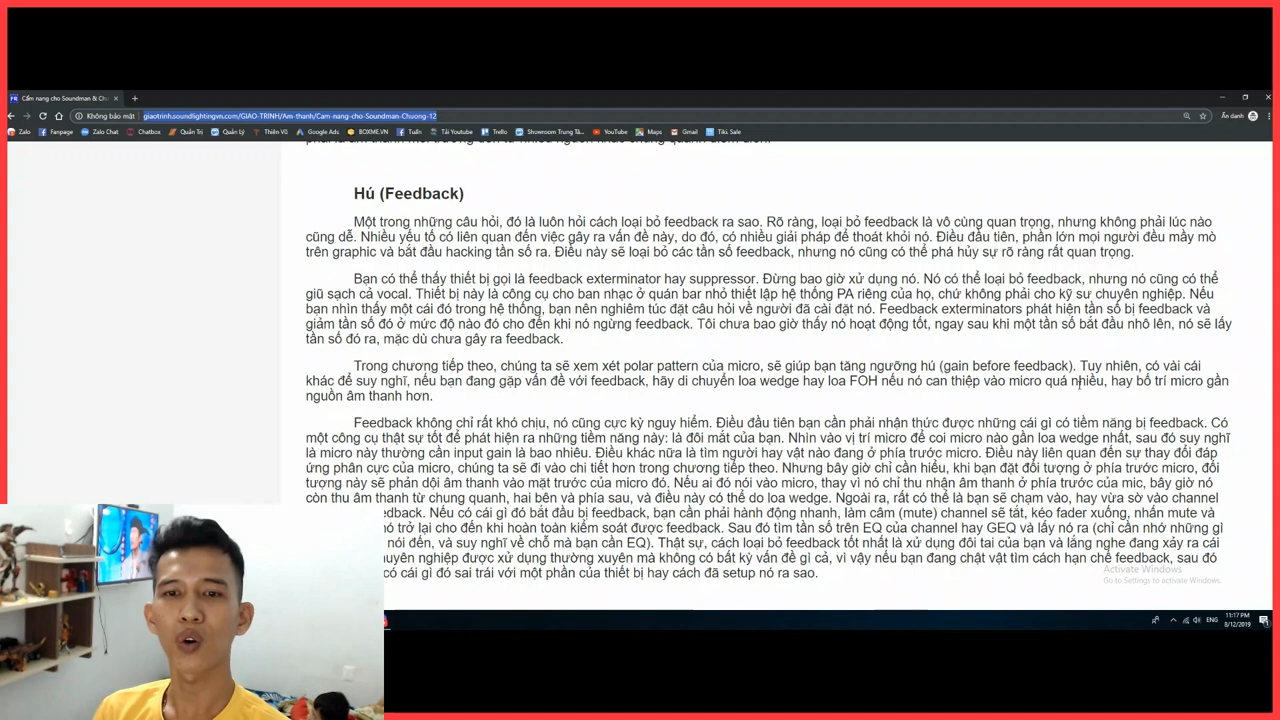 Cẩm nang cho Soundman & Chu
Không bảo mật
giaotrinh.soundlightingvn.com/GIAO-TRINH/Am-thanh/Cam-nang-cho-Soundman-Chuong-12
Ẩn danh
Zalo Fanpage Zalo Chat Chatbox Quản Trị Quản Lý Thiên Vũ Google Ads BOXME.VN Tuấn Tải Youtube Trello Showroom Trung Tâ... YouTube Maps Gmail Tiki Sale
Hú (Feedback)
Một trong những câu hỏi, đó là luôn hỏi cách loại bỏ feedback ra sao. Rõ ràng, loại bỏ feedback là vô cùng quan trọng, nhưng không phải lúc nào
cũng dễ. Nhiều yếu tố có liên quan đến việc gây ra vấn đề này, do đó, có nhiều giải pháp để thoát khỏi nó. Điều đầu tiên, phần lớn mọi người đều mầy mò
trên graphic và bắt đầu hacking tần số ra. Điều này sẽ loại bỏ các tần số feedback, nhưng nó cũng có thể phá hủy sự rõ ràng rất quan trọng.
Bạn có thể thấy thiết bị gọi là feedback exterminator hay suppressor. Đừng bao giờ xử dụng nó. Nó có thể loại bỏ feedback, nhưng nó cũng có thể
giũ sạch cả vocal. Thiết bị này là công cụ cho ban nhạc ở quán bar nhỏ thiết lập hệ thống PA riêng của họ, chứ không phải cho kỹ sư chuyên nghiệp. Nếu
bạn nhìn thấy một cái đó trong hệ thống, bạn nên nghiêm túc đặt câu hỏi về người đã cài đặt nó. Feedback exterminators phát hiện tần số bị feedback và
giảm tần số đó ở mức độ nào đó cho đến khi nó ngừng feedback. Tôi chưa bao giờ thấy nó hoạt động tốt, ngay sau khi một tần số bắt đầu nhô lên, nó sẽ lấy
tần số đó ra, mặc dù chưa gây ra feedback.
Trong chương tiếp theo, chúng ta sẽ xem xét polar pattern của micro, sẽ giúp bạn tăng ngưỡng hú (gain before feedback). Tuy nhiên, có vài cái
khác để suy nghĩ, nếu bạn đang gặp vấn đề với feedback, hãy di chuyển loa wedge hay loa FOH nếu nó can thiệp vào micro quá nhiều, hay bố trí micro gần
nguồn âm thanh hơn.
Feedback không chỉ rất khó chịu, nó cũng cực kỳ nguy hiểm. Điều đầu tiên bạn cần phải nhận thức được những cái gì có tiềm năng bị feedback. Có
một công cụ thật sự tốt để phát hiện ra những tiềm năng này: là đôi mắt của bạn. Nhìn vào vị trí micro để coi micro nào gần loa wedge nhất, sau đó suy nghĩ
là micro này thường cần input gain là bao nhiêu. Điều khác nữa là tìm người hay vật nào đang ở phía trước micro. Điều này liên quan đến sự thay đổi đáp
ứng phân cực của micro, chúng ta sẽ đi vào chi tiết hơn trong chương tiếp theo. Nhưng bây giờ chỉ cần hiểu, khi bạn đặt đối tượng ở phía trước micro, đối
tượng này sẽ phản dội âm thanh vào mặt trước của micro đó. Nếu ai đó nói vào micro, thay vì nó chỉ thu nhận âm thanh ở phía trước của mic, bây giờ nó
còn thu âm thanh từ chung quanh, hai bên và phía sau, và điều này có thể do loa wedge. Ngoài ra, rất có thể là bạn sẽ chạm vào, hay vừa sờ vào channel
edback. Nếu có cái gì đó bắt đầu bị feedback, bạn cần phải hành động nhanh, làm câm (mute) channel sẽ tắt, kéo fader xuống, nhấn mute và
nó trở lại cho đến khi hoàn toàn kiểm soát được feedback. Sau đó tìm tần số trên EQ của channel hay GEQ và lấy nó ra (chỉ cần nhớ những gì
nói đến, và suy nghĩ về chỗ mà bạn cần EQ). Thật sự, cách loại bỏ feedback tốt nhất là xử dụng đôi tai của bạn và lắng nghe đang xảy ra cái
uyên nghiệp được xử dụng thường xuyên mà không có bất kỳ vấn đề gì cả, vì vậy nếu bạn đang chật vật tìm cách hạn chế feedback, sau đó
có cái gì đó sai trái với một phần của thiết bị hay cách đã setup nó ra sao.
Activate Windows
Go to Settings to activate Windows.
ENG
11:17 PM
8/12/2019